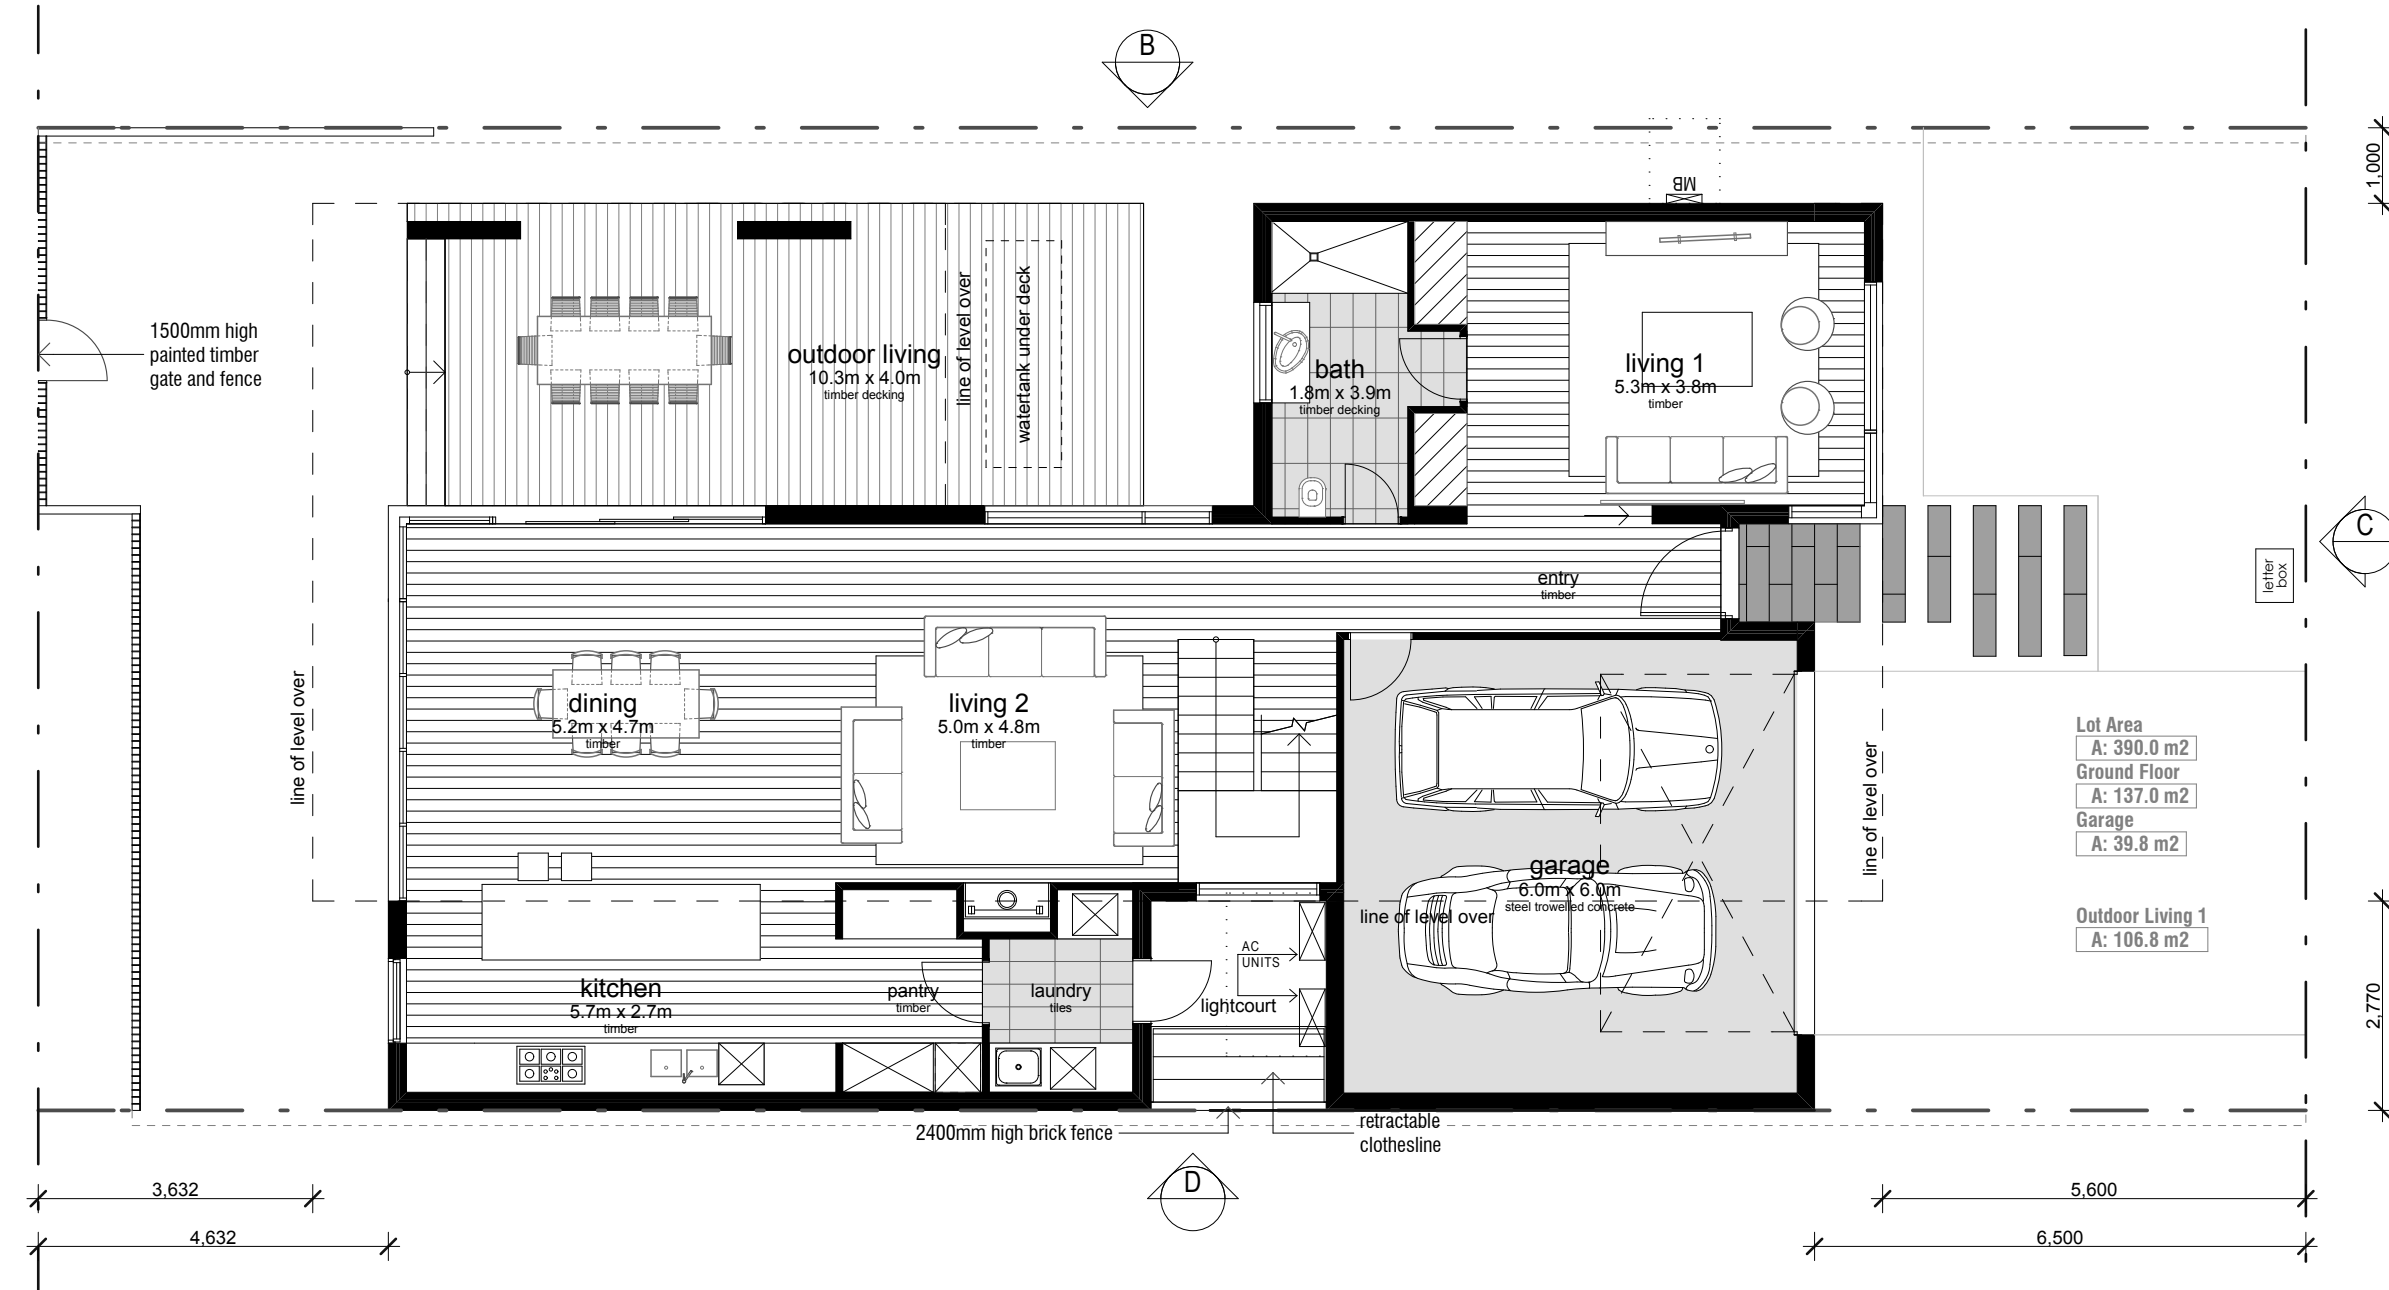 B
1,000
MB
1500mm high
painted timber
gate and fence
outdoor living
10.3m x 4.0m
timber decking
line of level over
watertank under deck
bath
1.8m x 3.9m
timber decking
living 1
5.3m x 3.8m
timber
C
letter
box
entry
timber
line of level over
dining
5.2m x 4.7m
timber
living 2
5.0m x 4.8m
timber
garage
6.0m x 6.0m
steel trowelled concrete
line of level over
line of level over
Lot Area
A: 390.0 m2
Ground Floor
A: 137.0 m2
Garage
A: 39.8 m2
Outdoor Living 1
A: 106.8 m2
kitchen
5.7m x 2.7m
timber
pantry
timber
laundry
tiles
AC
UNITS
lightcourt
2,770
2400mm high brick fence
retractable
clothesline
D
3,632
5,600
4,632
6,500